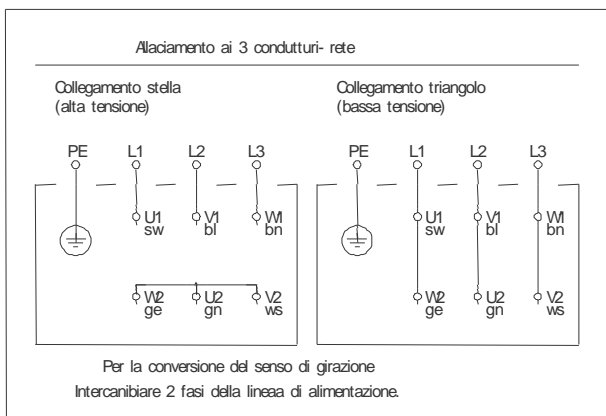 Allaciamento ai 3 condutturi- rete
Collegamento stella
(alta tensione)
Collegamento triangolo
(bassa tensione)
PE L1 L2 L3
PE L1 L2 L3
U1 V1 W1
sw bl bn
W2 U2 V2
ge gn ws
U1 V1 W1
sw bl bn
W2 U2 V2
ge gn ws
Per la conversione del senso di girazione
Intercanibiare 2 fasi della lineaa di alimentazione.